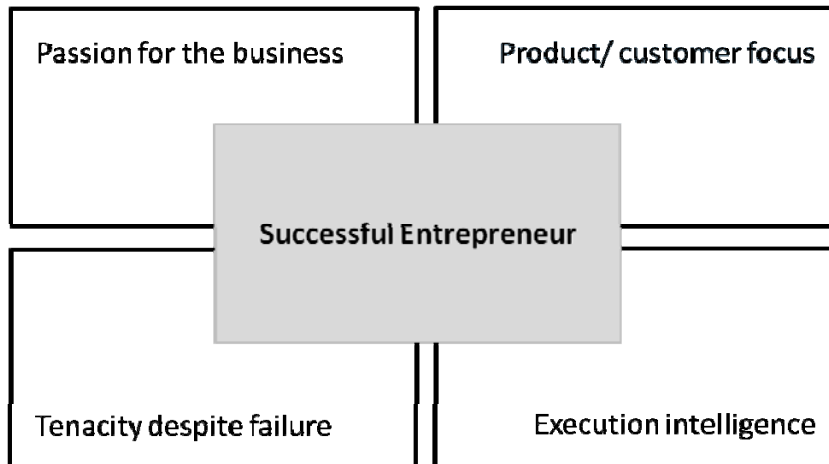 Passion for the business
Product/ customer focus
Successful Entrepreneur
Tenacity despite failure
Execution intelligence